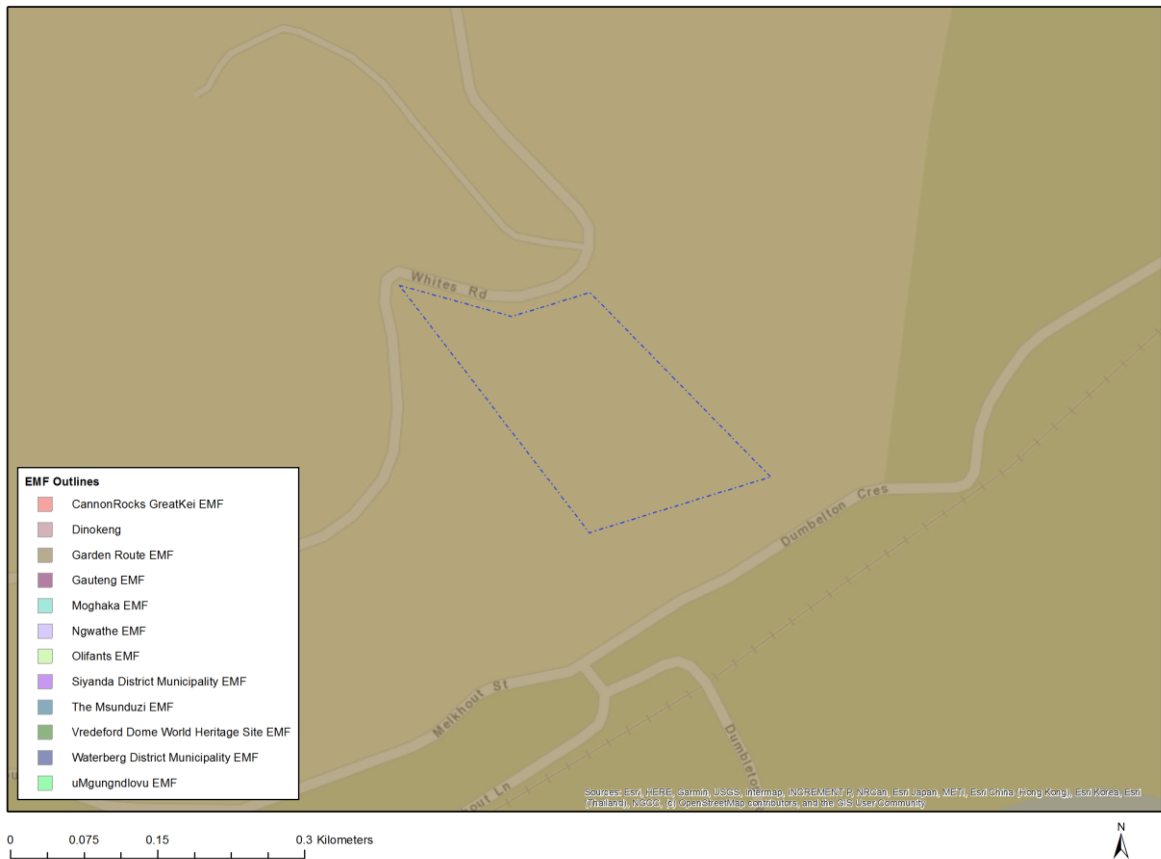 Whites Rd
Dumbelton Cres
Melkhout St
Dumbleton
hout Ln
EMF Outlines
CannonRocks GreatKei EMF
Dinokeng
Garden Route EMF
Gauteng EMF
Moghaka EMF
Ngwathe EMF
Olifants EMF
Siyanda District Municipality EMF
The Msunduzi EMF
Vredeford Dome World Heritage Site EMF
Waterberg District Municipality EMF
uMgungndlovu EMF
Sources: Esri, HERE, Garmin, USGS, Intermap, INCREMENT P, NRCan, Esri Japan, METI, Esri China (Hong Kong), Esri Korea, Esri
(Thailand), NGCC, (c) OpenStreetMap contributors, and the GIS User Community
0 0.075 0.15 0.3 Kilometers
N